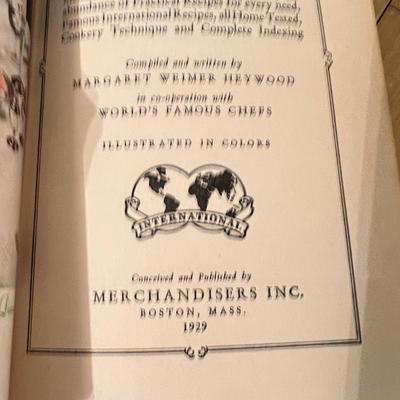 Abundance of Practical Recipes for every need,
Famous International Recipes, all Home Tested,
Cookery Technique and Complete Indexing
Compiled and written by
MARGARET WEIMER HEYWOOD
in co-operation with
WORLD'S FAMOUS CHEFS
ILLUSTRATED IN COLORS
INTERNATIONAL
Conceived and Published by
MERCHANDISERS INC.
BOSTON, MASS.
1929